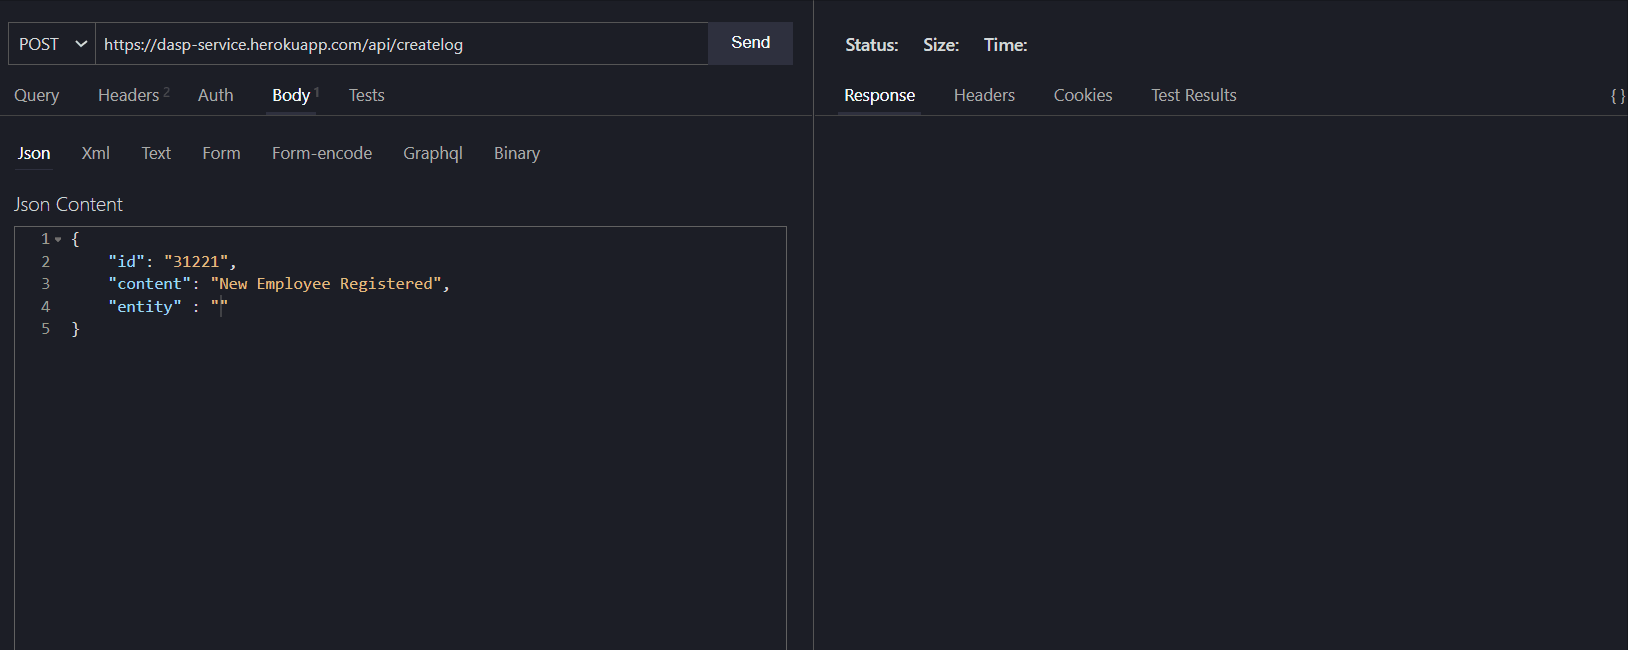 POST https://dasp-service.herokuapp.com/api/createlog Send
Query Headers 2 Auth Body 1 Tests
Json Xml Text Form Form-encode Graphql Binary
Json Content
1 {
2 "id": "31221",
3 "content": "New Employee Registered",
4 "entity" : ""
5 }
Status: Size: Time:
Response Headers Cookies Test Results { }